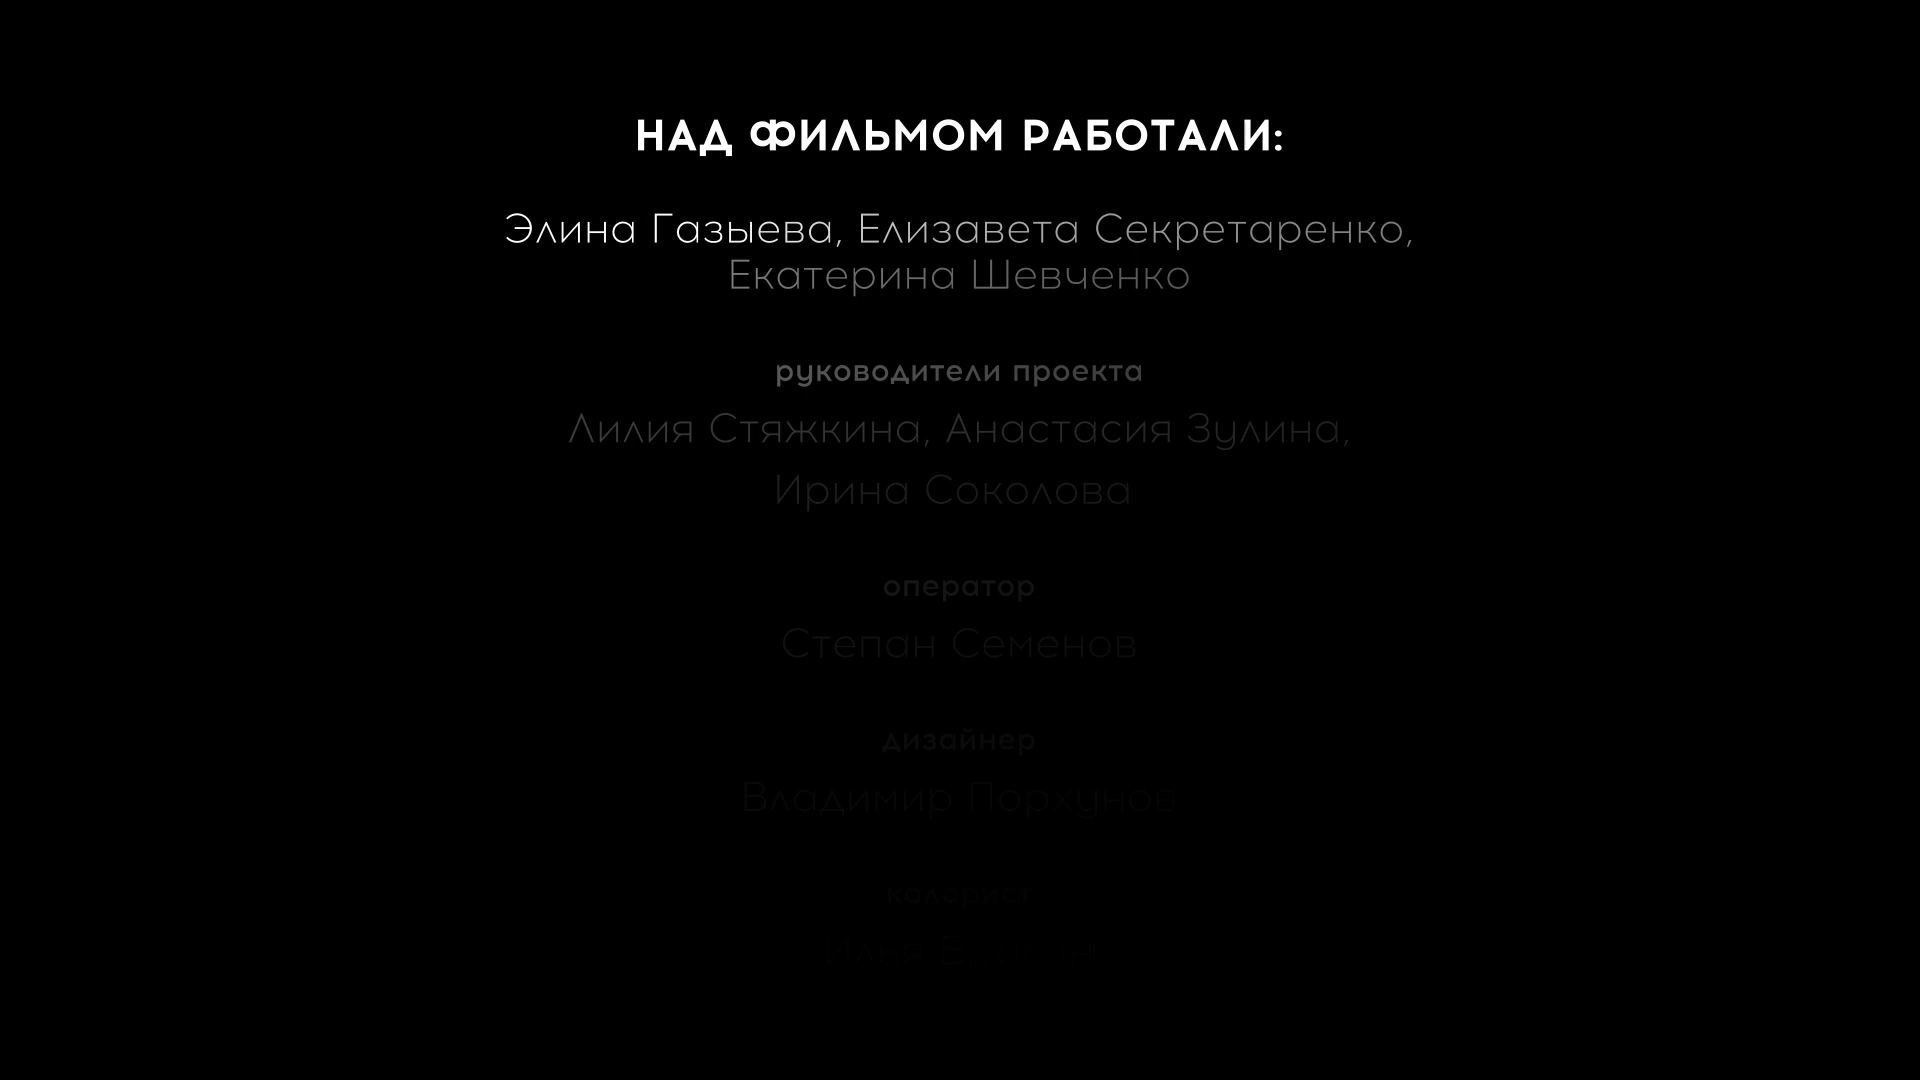 НАД ФИЛЬМОМ РАБОТАЛИ:
Элина Газыева, Елизавета Секретаренко,
Екатерина Шевченко
руководители проекта
Лилия Стяжкина, Анастасия Зулина,
Ирина Соколова
оператор
Степан Семенов
дизайнер
Владимир Порхунов
колорист
Илья